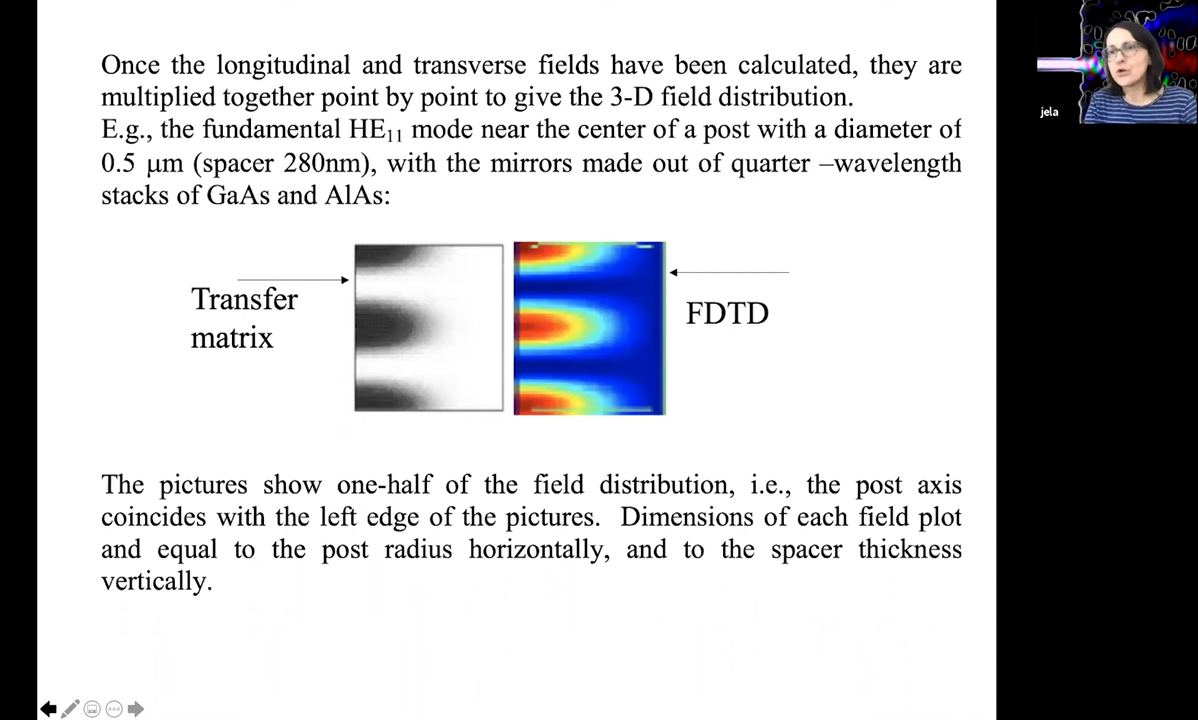 Once the longitudinal and transverse fields have been calculated, they are
multiplied together point by point to give the 3-D field distribution.
E.g., the fundamental HE₁₁ mode near the center of a post with a diameter of
0.5 μm (spacer 280nm), with the mirrors made out of quarter –wavelength
stacks of GaAs and AlAs:
Transfer
matrix
FDTD
The pictures show one-half of the field distribution, i.e., the post axis
coincides with the left edge of the pictures. Dimensions of each field plot
and equal to the post radius horizontally, and to the spacer thickness
vertically.
jela